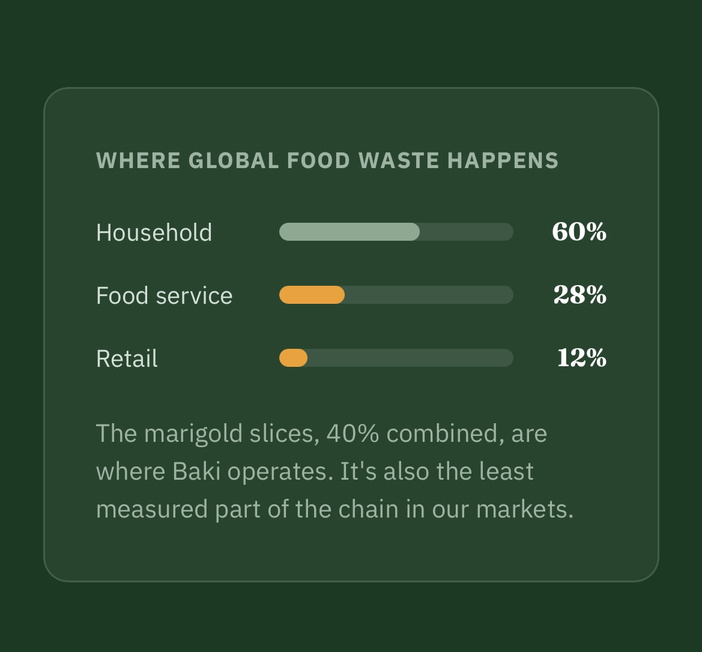 WHERE GLOBAL FOOD WASTE HAPPENS
Household 60%
Food service 28%
Retail 12%
The marigold slices, 40% combined, are
where Baki operates. It's also the least
measured part of the chain in our markets.